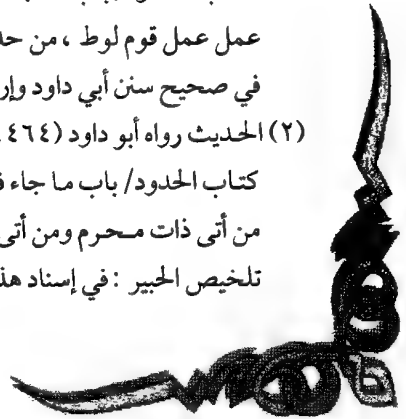 عمل عمل قوم لوط ، من حد
في صحيح سنن أبي داود وإر
(٢) الحديث رواه أبو داود (٤٦٤
كتاب الحدود/ باب ما جاء ف
من أتى ذات محرم ومن أتى
تلخيص الحبير : في إسناد هذ